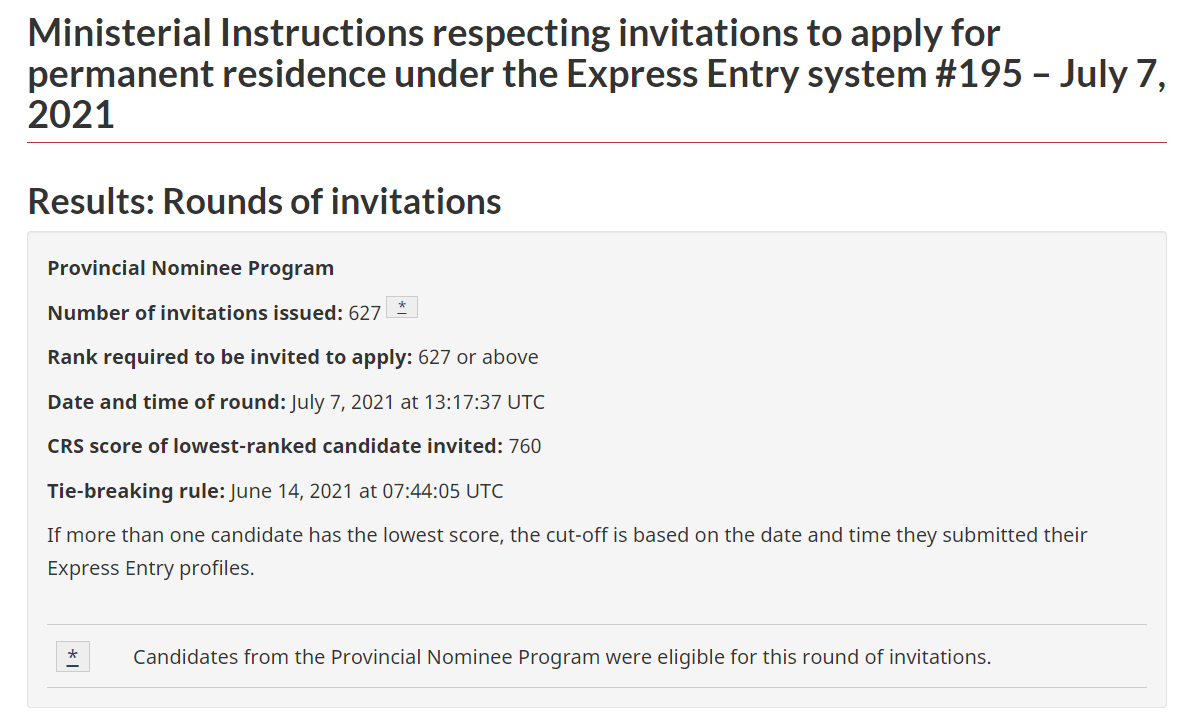 Ministerial Instructions respecting invitations to apply for
permanent residence under the Express Entry system #195 – July 7,
2021
Results: Rounds of invitations
Provincial Nominee Program
Number of invitations issued: 627 *
Rank required to be invited to apply: 627 or above
Date and time of round: July 7, 2021 at 13:17:37 UTC
CRS score of lowest-ranked candidate invited: 760
Tie-breaking rule: June 14, 2021 at 07:44:05 UTC
If more than one candidate has the lowest score, the cut-off is based on the date and time they submitted their
Express Entry profiles.
* Candidates from the Provincial Nominee Program were eligible for this round of invitations.